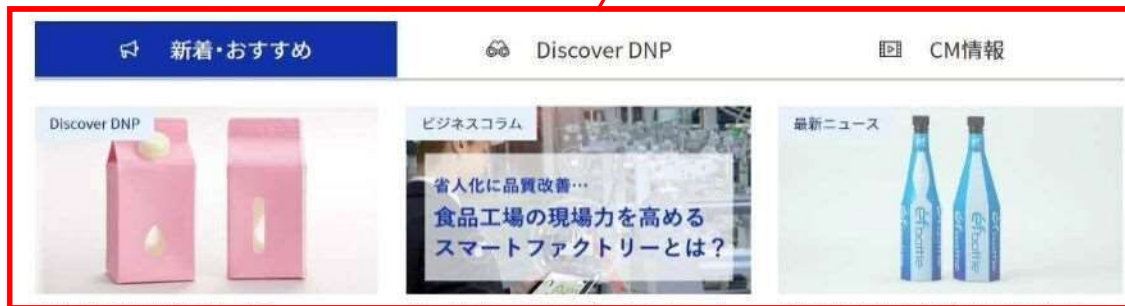 新着・おすすめ
Discover DNP
CM情報
Discover DNP
ビジネスコラム
省人化に品質改善…
食品工場の現場力を高める
スマートファクトリーとは？
最新ニュース